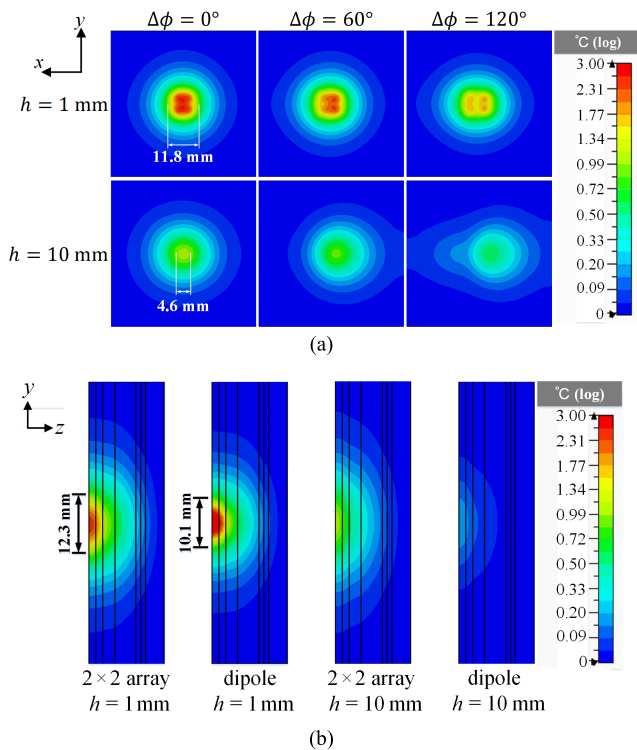 y
x
Δϕ = 0°
Δϕ = 60°
Δϕ = 120°
h = 1 mm
11.8 mm
h = 10 mm
4.6 mm
℃ (log)
3.00
2.31
1.77
1.34
0.99
0.72
0.50
0.33
0.20
0.09
0
(a)
y
z
12.3 mm
10.1 mm
2 × 2 array
h = 1 mm
dipole
h = 1 mm
2 × 2 array
h = 10 mm
dipole
h = 10 mm
℃ (log)
3.00
2.31
1.77
1.34
0.99
0.72
0.50
0.33
0.20
0.09
0
(b)